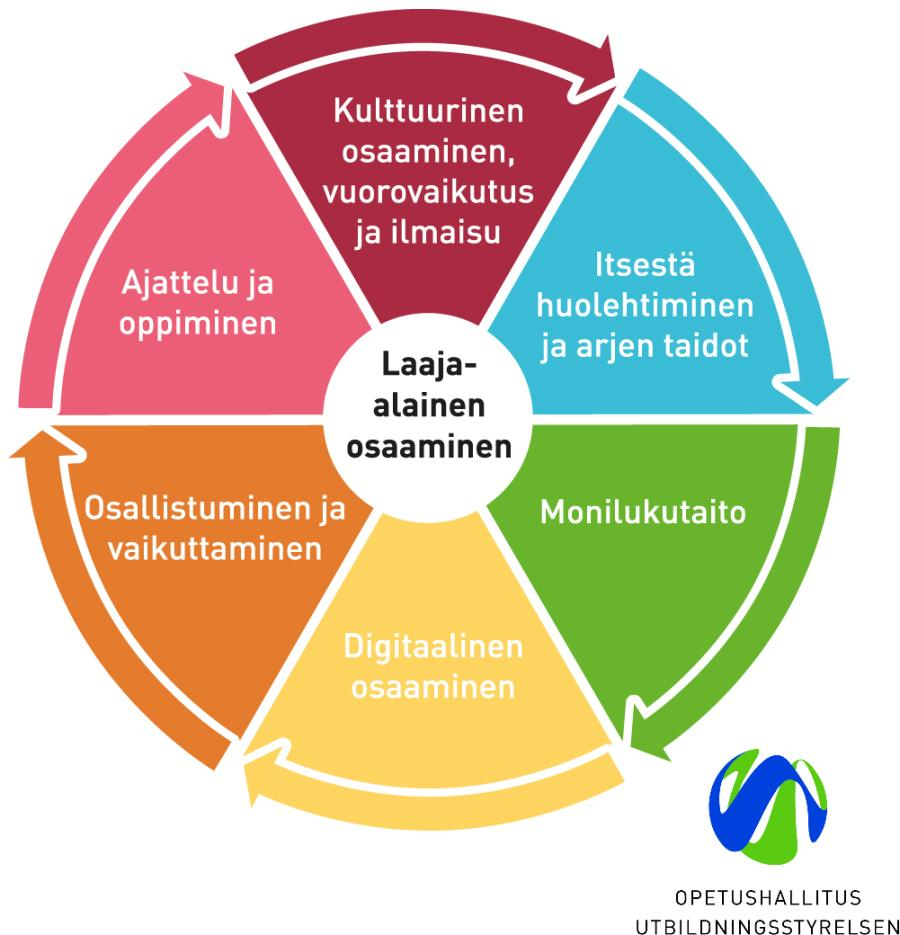 Kulttuurinen
osaaminen,
vuorovaikutus
ja ilmaisu
Itsestä
huolehtiminen
ja arjen taidot
Monilukutaito
Digitaalinen
osaaminen
Osallistuminen ja
vaikuttaminen
Ajattelu ja
oppiminen
Laaja-
alainen
osaaminen
OPETUSHALLITUS
UTBILDNINGSSTYRELSEN